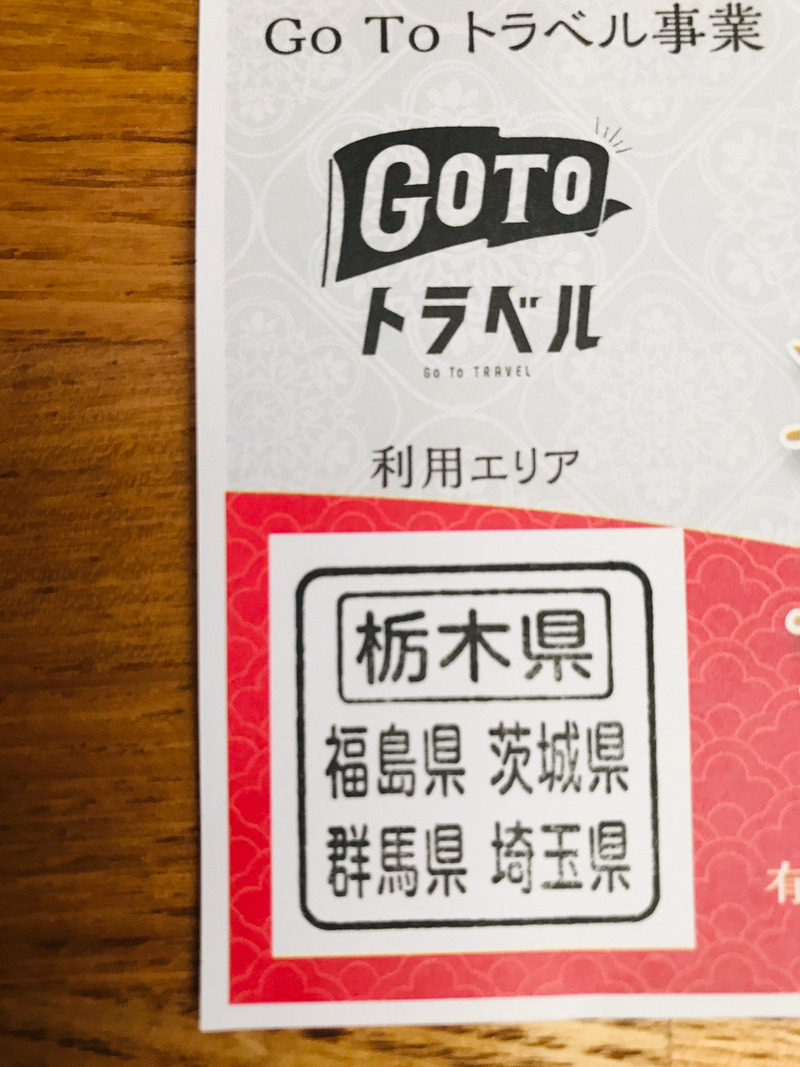 Go To トラベル事業
GOTO
トラベル
Go To TRAVEL
利用エリア
栃木県
福島県 茨城県
群馬県 埼玉県